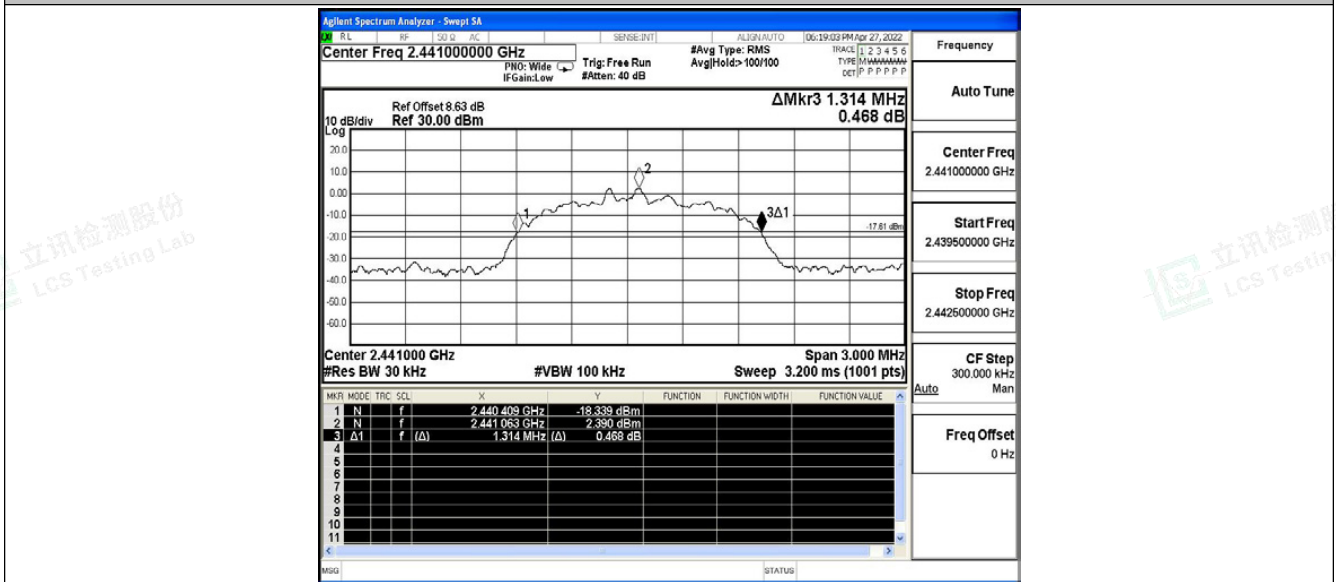 Agilent Spectrum Analyzer - Swept SA
RL RF 50 Ω AC SENSE:INT ALIGN AUTO 06:19:03 PM Apr 27, 2022
Center Freq 2.441000000 GHz
#Avg Type: RMS
TRACE 1 2 3 4 5 6
PNO: Wide
IFGain:Low
Trig: Free Run
#Atten: 40 dB
Avg|Hold:>100/100
TYPE M
DET P P P P P P
ΔMkr3 1.314 MHz
0.468 dB
Ref Offset 8.63 dB
10 dB/div Ref 30.00 dBm
Log
20.0
10.0
0.00
-10.0
-20.0
-30.0
-40.0
-50.0
-60.0
1
2
3Δ1
-17.61 dBm
Center 2.441000 GHz Span 3.000 MHz
#Res BW 30 kHz #VBW 100 kHz Sweep 3.200 ms (1001 pts)
MKR MODE TRC SCL X Y FUNCTION FUNCTION WIDTH FUNCTION VALUE
1 N f 2.440 409 GHz -18.339 dBm
2 N f 2.441 063 GHz 2.390 dBm
3 Δ1 f (Δ) 1.314 MHz (Δ) 0.468 dB
4
5
6
7
8
9
10
11
MSG STATUS
Frequency
Auto Tune
Center Freq
2.441000000 GHz
Start Freq
2.439500000 GHz
Stop Freq
2.442500000 GHz
CF Step
300.000 kHz
Auto Man
Freq Offset
0 Hz
立讯检测股份
LCS Testing Lab
立讯检测
LCS Testin